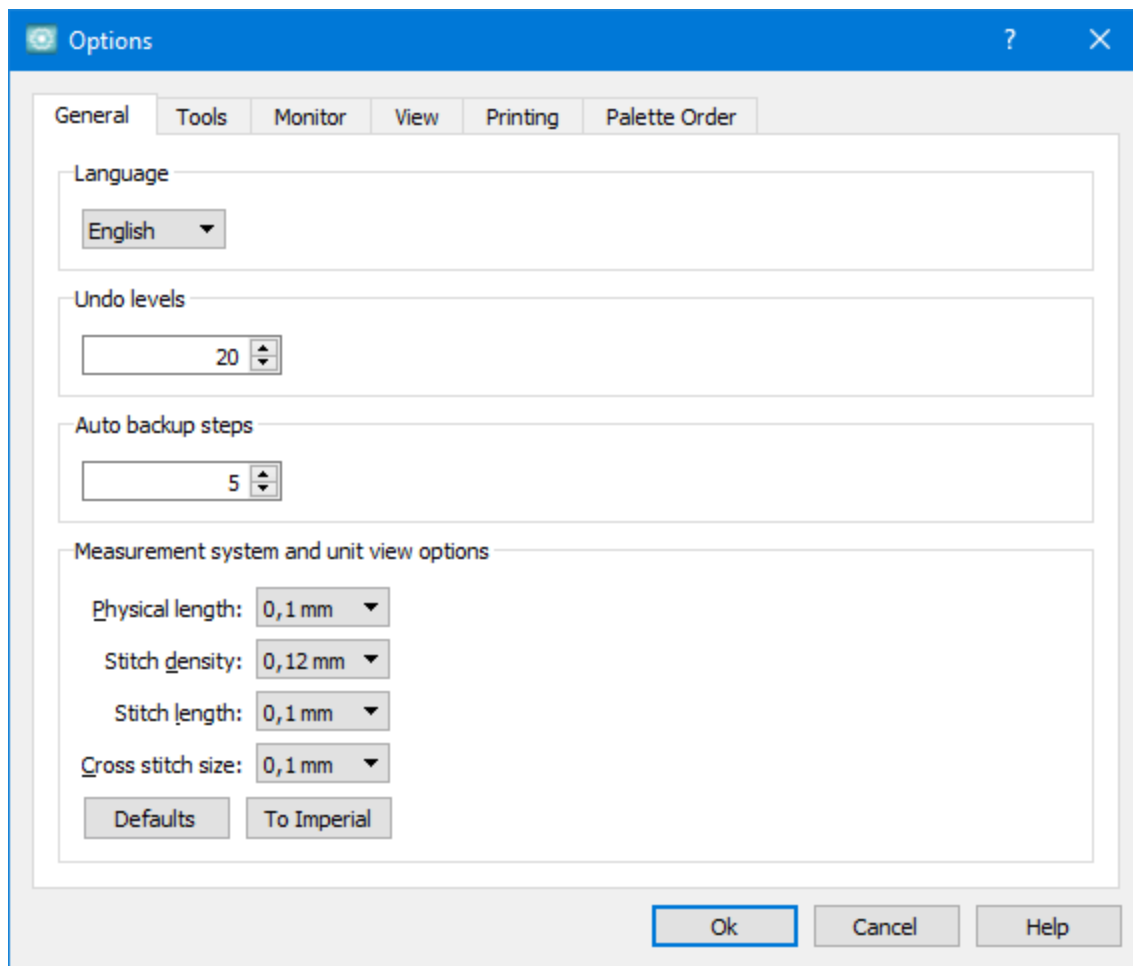 Options ?
General Tools Monitor View Printing Palette Order
Language
English
Undo levels
20
Auto backup steps
5
Measurement system and unit view options
Physical length: 0,1 mm
Stitch density: 0,12 mm
Stitch length: 0,1 mm
Cross stitch size: 0,1 mm
Defaults To Imperial
Ok Cancel Help